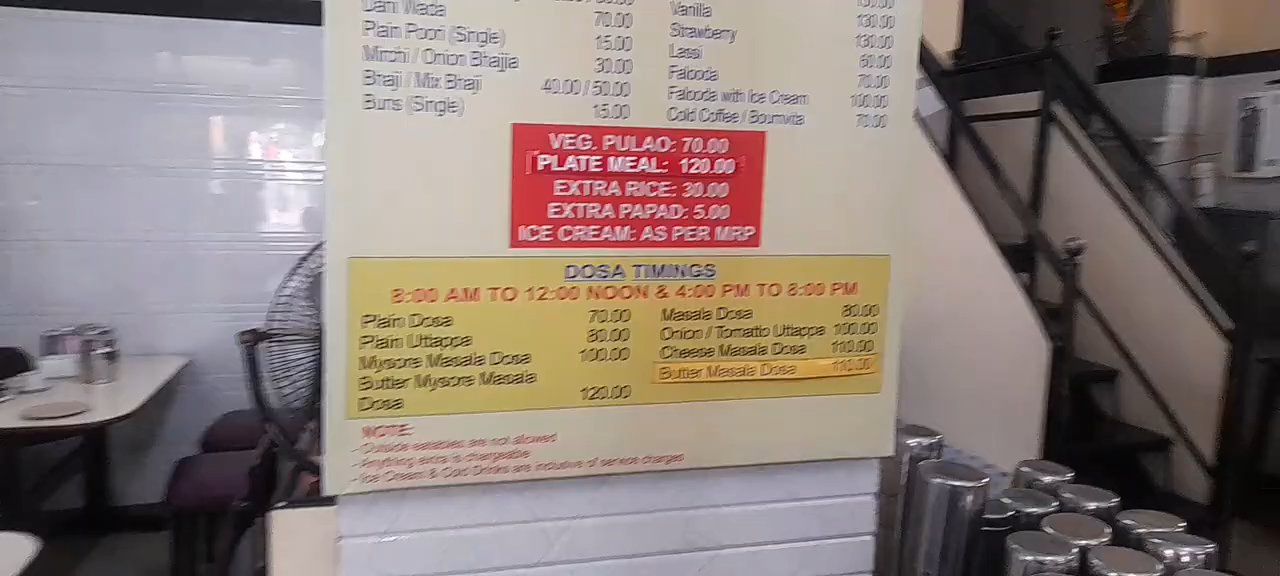 Dahi Wada
70.00
Plain Poori (Single) 15.00
Mirchi / Onion Bhajjia 30.00
Bhaji / Mix Bhaji 40.00 / 50.00
Buns (Single) 15.00
Vanilla 130.00
Strawberry 130.00
Lassi 60.00
Falooda 70.00
Falooda with Ice Cream 100.00
Cold Coffee / Bournvita 70.00
VEG. PULAO: 70.00
PLATE MEAL: 120.00
EXTRA RICE: 30.00
EXTRA PAPAD: 5.00
ICE CREAM: AS PER MRP
DOSA TIMINGS
8:00 AM TO 12:00 NOON & 4:00 PM TO 8:00 PM
Plain Dosa 70.00
Plain Uttappa 80.00
Mysore Masala Dosa 100.00
Butter Mysore Masala
Dosa 120.00
Masala Dosa 80.00
Onion / Tomatto Uttappa 100.00
Cheese Masala Dosa 110.00
Butter Masala Dosa 110.00
NOTE:
- Outside eatables are not allowed
- Anything extra is chargeable
- Ice Cream & Cold Drinks are inclusive of service charges